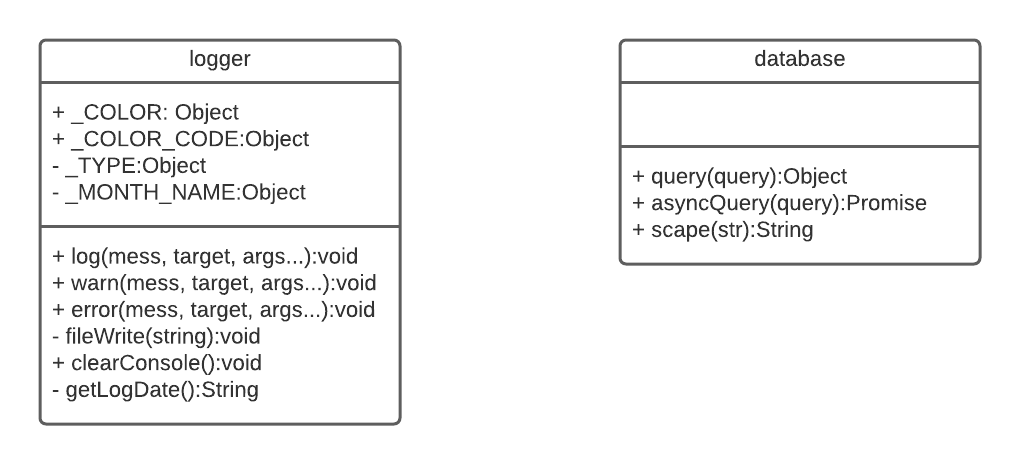 logger
+ _COLOR: Object
+ _COLOR_CODE:Object
- _TYPE:Object
- _MONTH_NAME:Object
+ log(mess, target, args...):void
+ warn(mess, target, args...):void
+ error(mess, target, args...):void
- fileWrite(string):void
+ clearConsole():void
- getLogDate():String
database
+ query(query):Object
+ asyncQuery(query):Promise
+ scape(str):String